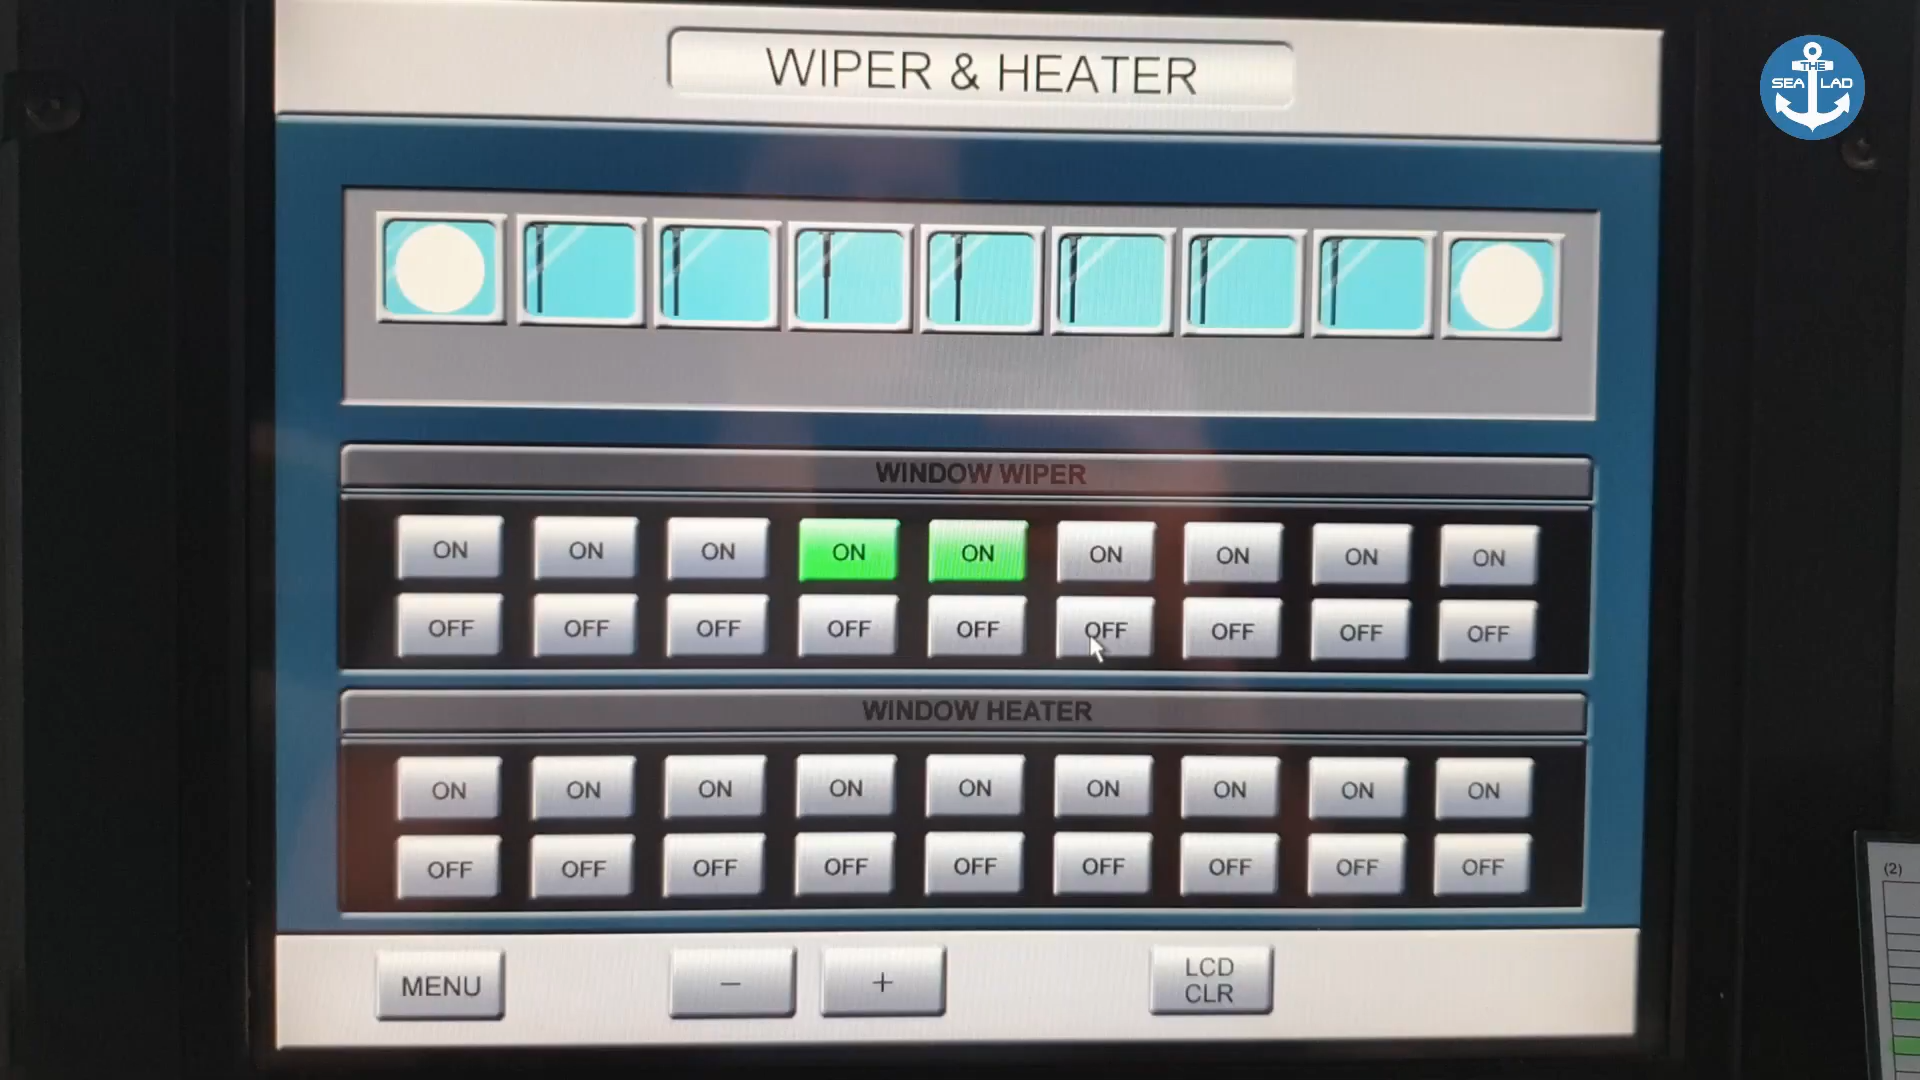 WIPER & HEATER
THE
SEA LAD
WINDOW WIPER
ON ON ON ON ON ON ON ON ON
OFF OFF OFF OFF OFF OFF OFF OFF OFF
WINDOW HEATER
ON ON ON ON ON ON ON ON ON
OFF OFF OFF OFF OFF OFF OFF OFF OFF
MENU − + LCD
CLR
(2)